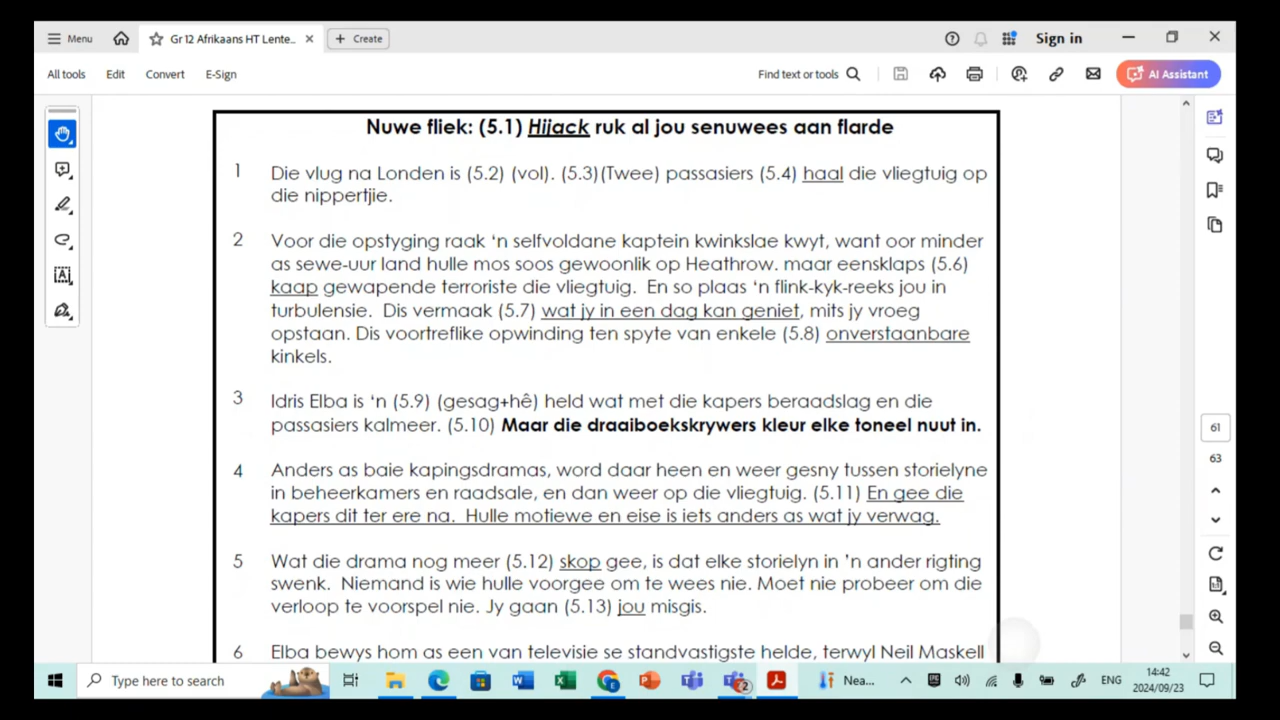 Menu
Gr 12 Afrikaans HT Lente...
Create
Sign in
All tools
Edit
Convert
E-Sign
Find text or tools
AI Assistant
Nuwe fliek: (5.1) Hijack ruk al jou senuwees aan flarde
1 Die vlug na Londen is (5.2) (vol). (5.3)(Twee) passasiers (5.4) haal die vliegtuig op
die nippertjie.
2 Voor die opstyging raak ‘n selfvoldane kaptein kwinkslae kwyt, want oor minder
as sewe-uur land hulle mos soos gewoonlik op Heathrow. maar eensklaps (5.6)
kaap gewapende terroriste die vliegtuig. En so plaas ‘n flink-kyk-reeks jou in
turbulensie. Dis vermaak (5.7) wat jy in een dag kan geniet, mits jy vroeg
opstaan. Dis voortreflike opwinding ten spyte van enkele (5.8) onverstaanbare
kinkels.
3 Idris Elba is ‘n (5.9) (gesag+hê) held wat met die kapers beraadslag en die
passasiers kalmeer. (5.10) Maar die draaiboekskrywers kleur elke toneel nuut in.
4 Anders as baie kapingsdramas, word daar heen en weer gesny tussen storielyne
in beheerkamers en raadsale, en dan weer op die vliegtuig. (5.11) En gee die
kapers dit ter ere na. Hulle motiewe en eise is iets anders as wat jy verwag.
5 Wat die drama nog meer (5.12) skop gee, is dat elke storielyn in ’n ander rigting
swenk. Niemand is wie hulle voorgee om te wees nie. Moet nie probeer om die
verloop te voorspel nie. Jy gaan (5.13) jou misgis.
6 Elba bewys hom as een van televisie se standvastigste helde, terwyl Neil Maskell
61
63
Type here to search
Nea...
ENG
14:42
2024/09/23